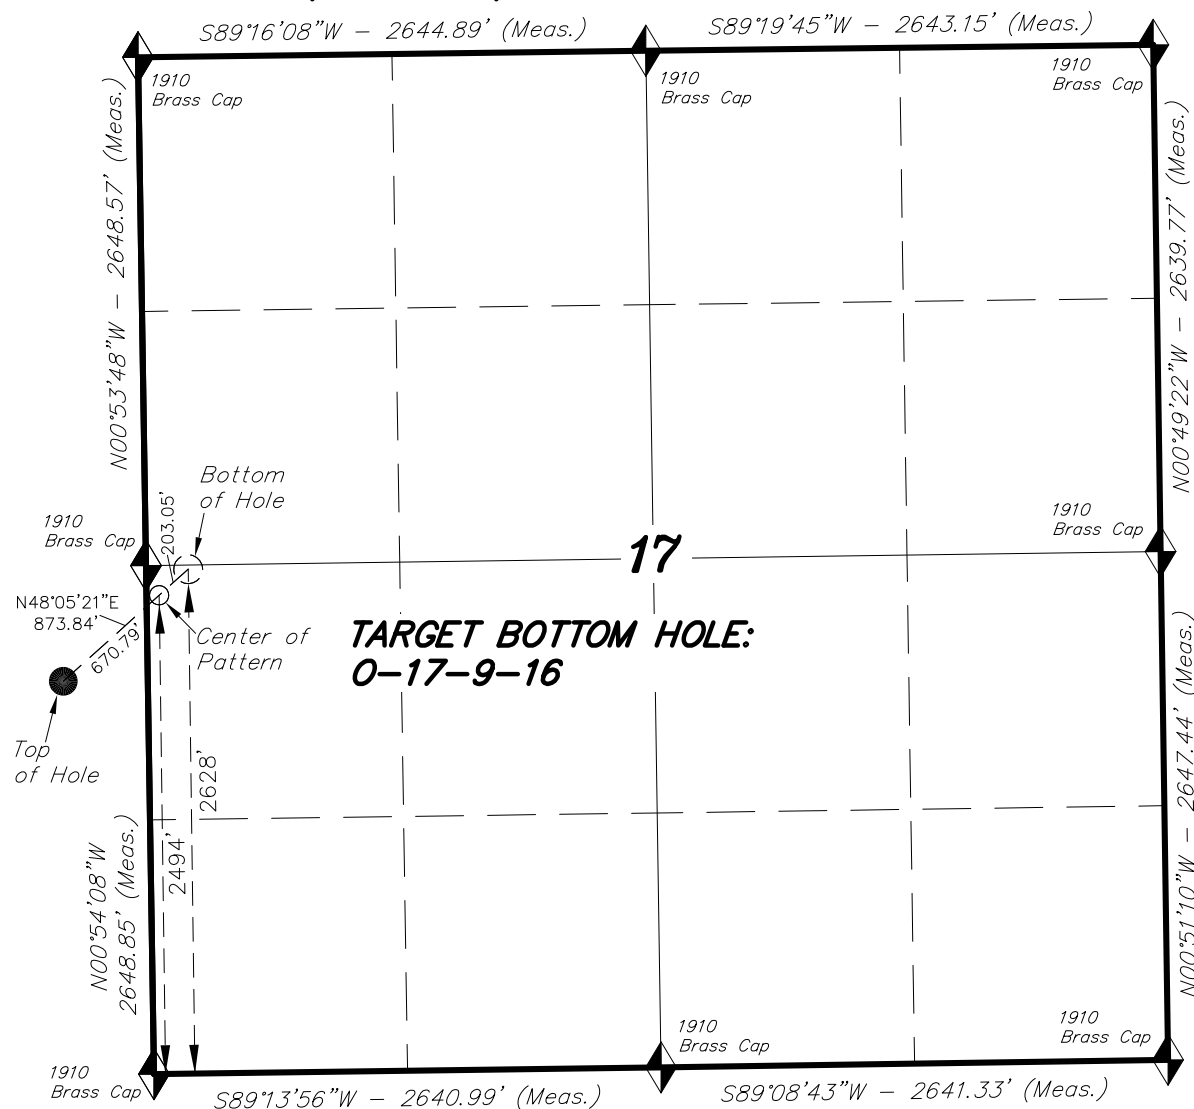 S89°16'08"W - 2644.89' (Meas.)
S89°19'45"W - 2643.15' (Meas.)
1910
Brass Cap
1910
Brass Cap
1910
Brass Cap
N00°53'48"W - 2648.57' (Meas.)
N00°49'22"W - 2639.77' (Meas.)
Bottom
of Hole
1910
Brass Cap
203.05'
1910
Brass Cap
17
N48°05'21"E
873.84'
670.79'
Center of
Pattern
TARGET BOTTOM HOLE:
O-17-9-16
Top
of Hole
2628'
2494'
N00°54'08"W
2648.85' (Meas.)
N00°51'10"W - 2647.44' (Meas.)
1910
Brass Cap
1910
Brass Cap
1910
Brass Cap
S89°13'56"W - 2640.99' (Meas.)
S89°08'43"W - 2641.33' (Meas.)